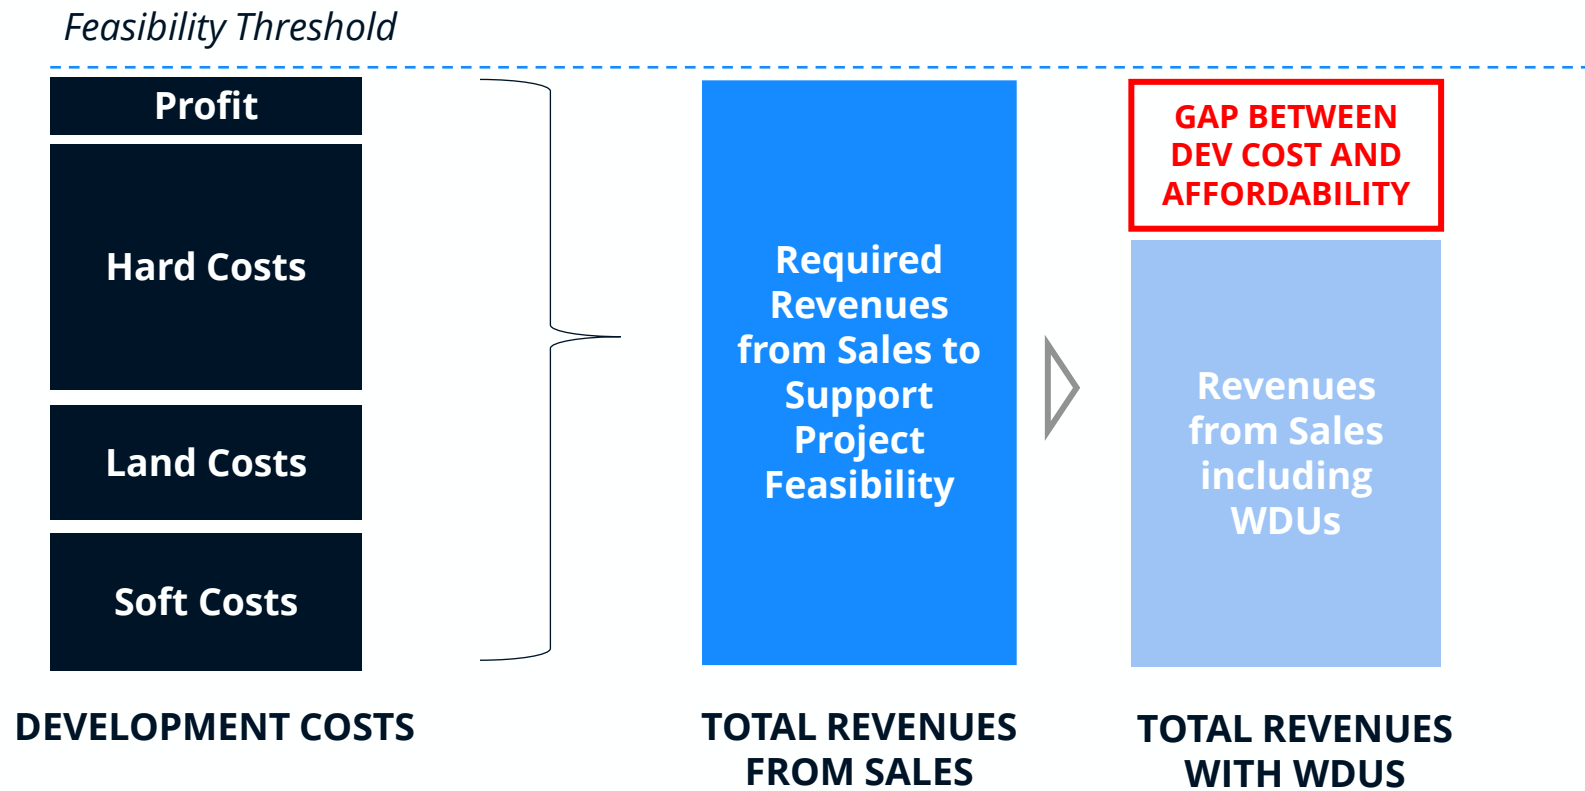 Feasibility Threshold
Profit
Hard Costs
Land Costs
Soft Costs
DEVELOPMENT COSTS
Required
Revenues
from Sales to
Support
Project
Feasibility
TOTAL REVENUES
FROM SALES
GAP BETWEEN
DEV COST AND
AFFORDABILITY
Revenues
from Sales
including
WDUs
TOTAL REVENUES
WITH WDUS